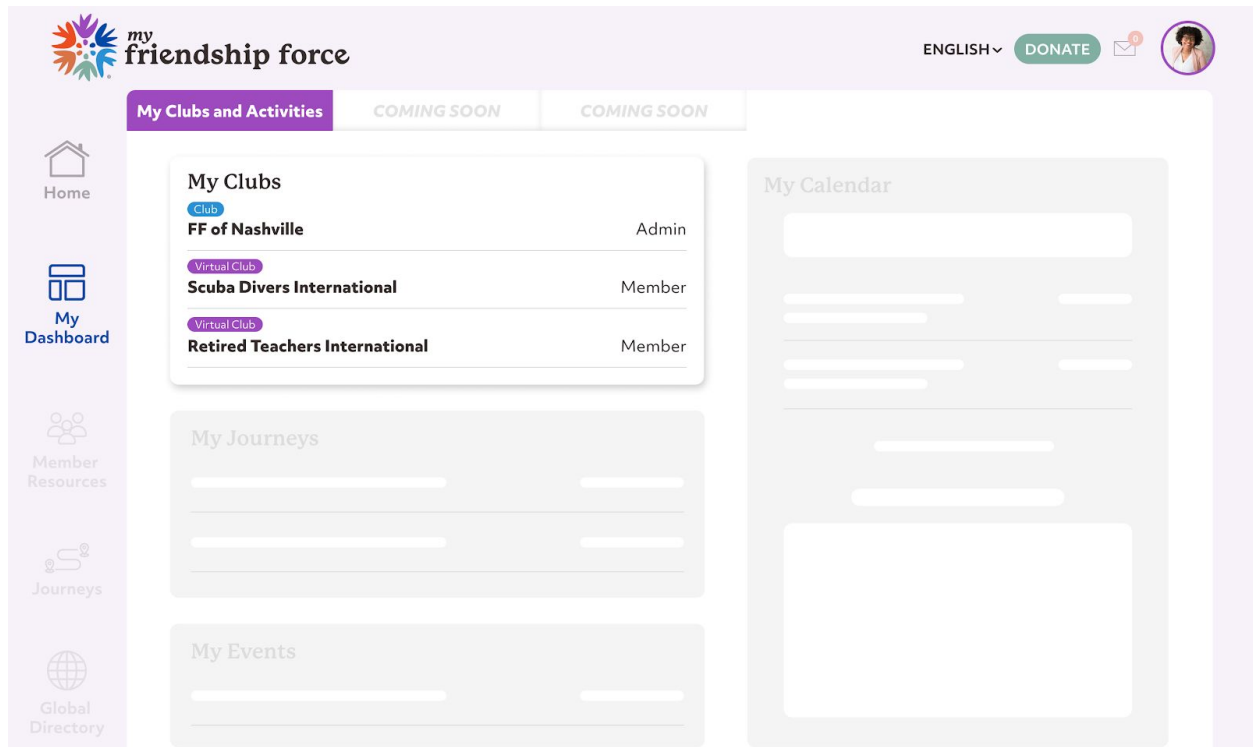 my
friendship force
ENGLISH
DONATE
0
My Clubs and Activities
COMING SOON
COMING SOON
Home
My
Dashboard
Member
Resources
Journeys
Global
Directory
My Clubs
Club
FF of Nashville Admin
Virtual Club
Scuba Divers International Member
Virtual Club
Retired Teachers International Member
My Journeys
My Events
My Calendar